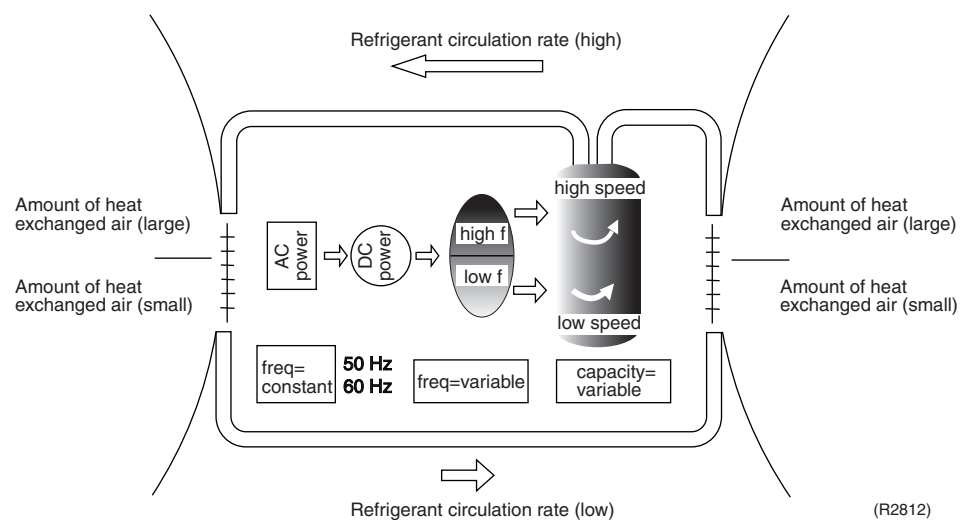 Refrigerant circulation rate (high)
high speed
Amount of heat
exchanged air (large)
Amount of heat
exchanged air (large)
AC
power
DC
power
high f
low f
Amount of heat
exchanged air (small)
Amount of heat
exchanged air (small)
low speed
freq=
constant
50 Hz
60 Hz
freq=variable
capacity=
variable
Refrigerant circulation rate (low)
(R2812)